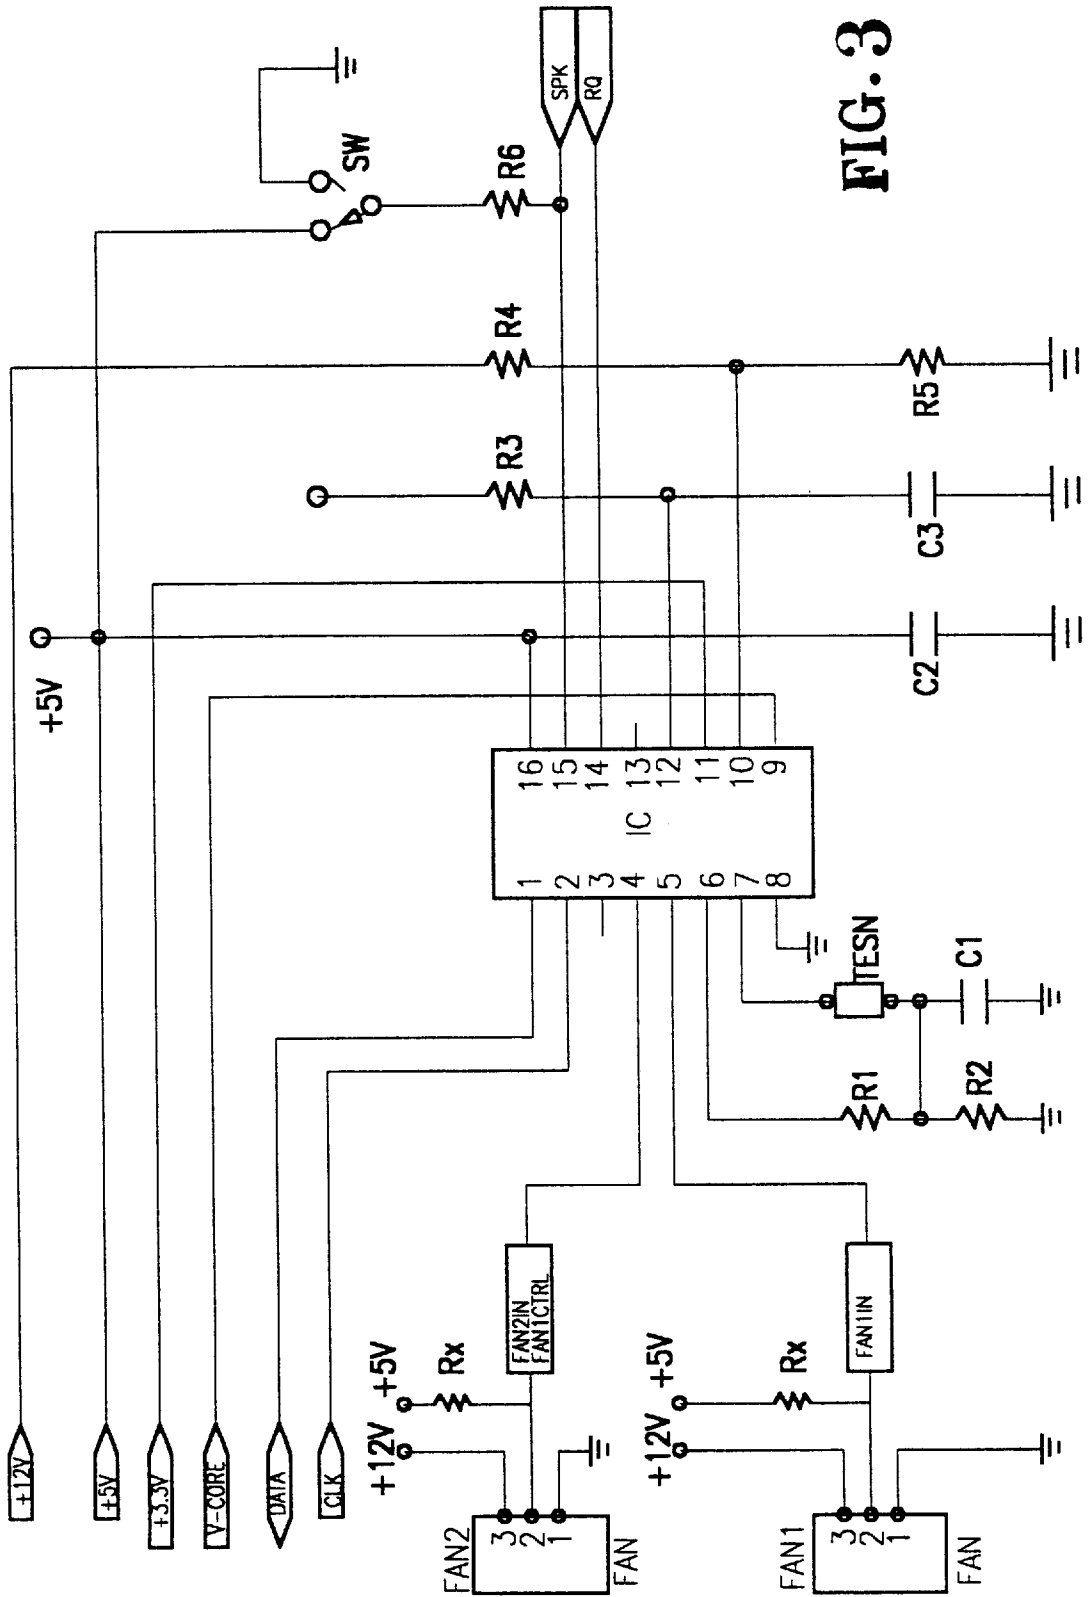 +12V
+5V
+3.3V
V-CORE
DATA
CLK
+5V
SW
R6
SPK
RQ
R4
R3
R5
C3
C2
16
15
14
13
12
11
10
9
IC
1
2
3
4
5
6
7
8
TESN
C1
R1
R2
FAN2IN
FAN1CTRL
FAN1IN
+5V
Rx
+12V
FAN2
3
2
1
FAN
+5V
Rx
+12V
FAN1
3
2
1
FAN
FIG. 3